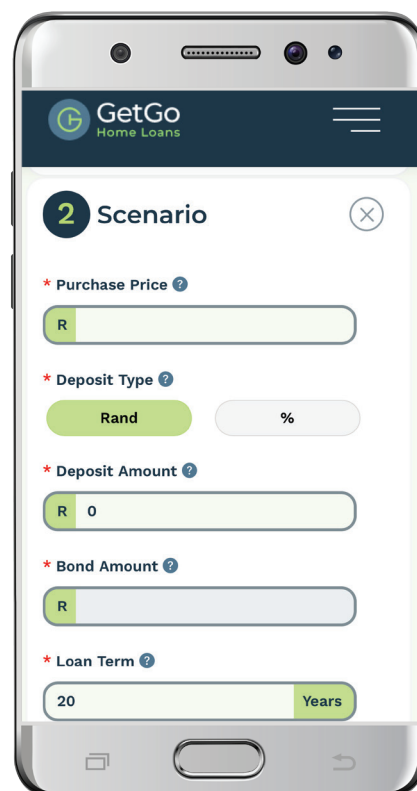 GetGo
Home Loans
2 Scenario
* Purchase Price ?
R
* Deposit Type ?
Rand %
* Deposit Amount ?
R 0
* Bond Amount ?
R
* Loan Term ?
20 Years